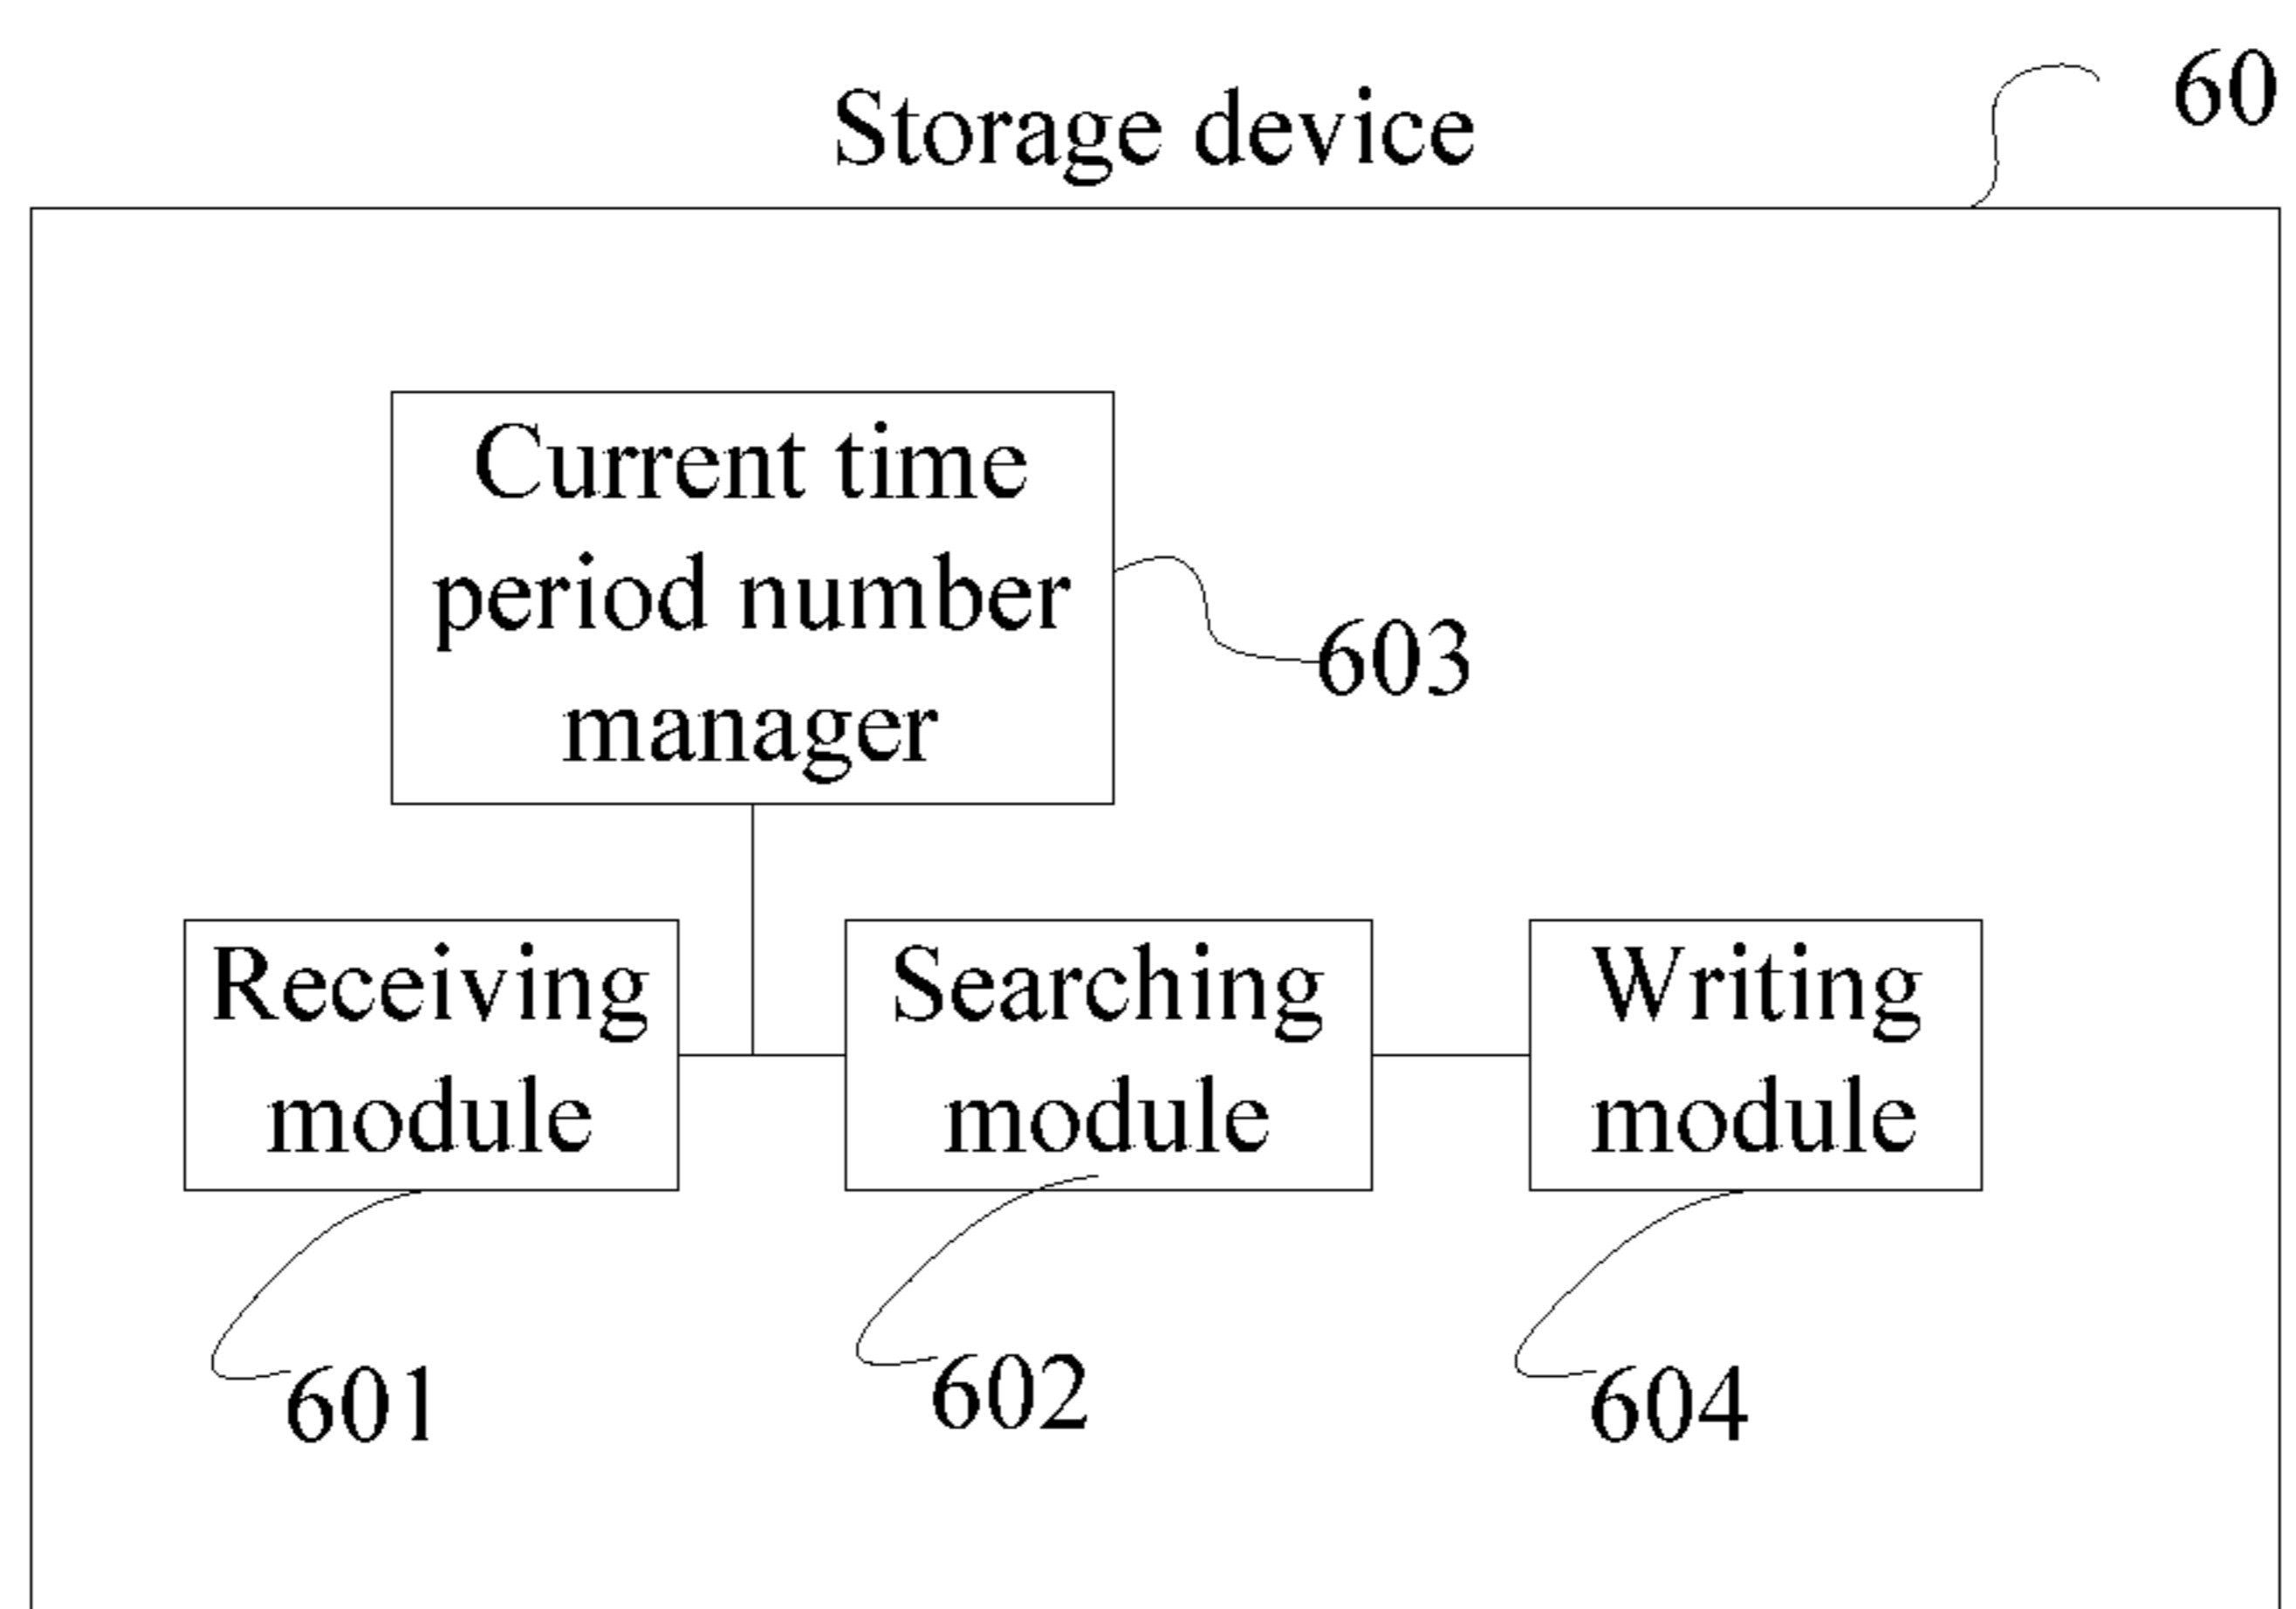 60
Storage device
Current time
period number
manager
603
Receiving
module
Searching
module
Writing
module
601
602
604